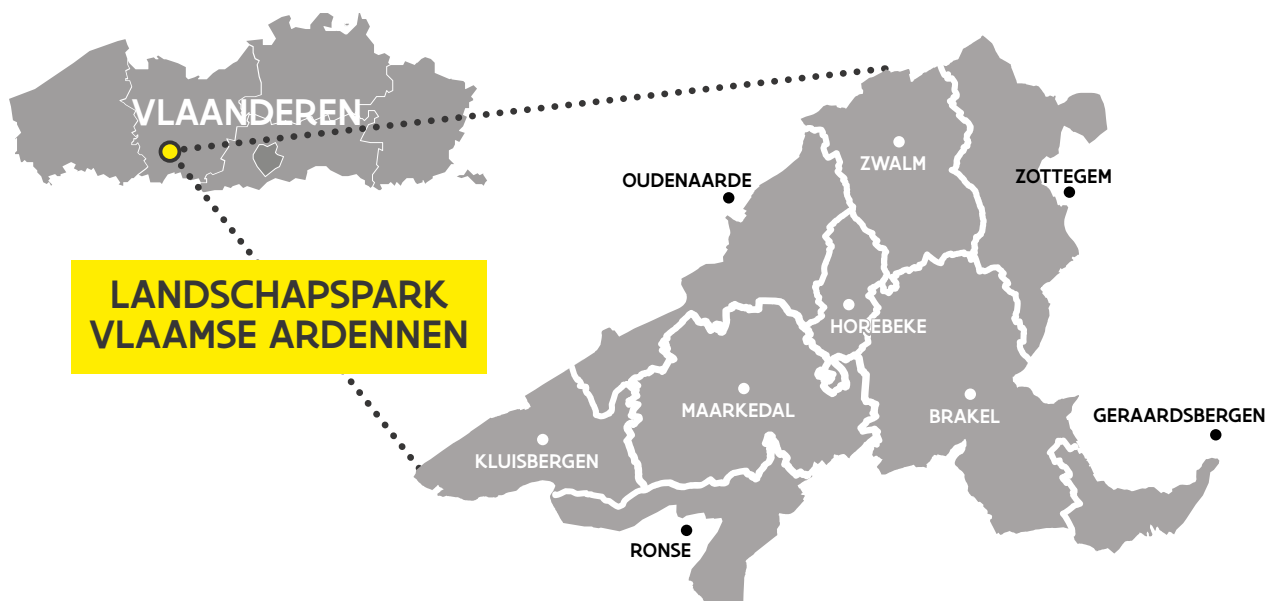 VLAANDEREN
ZWALM
OUDENAARDE
ZOTTEGEM
LANDSCHAPSPARK
VLAAMSE ARDENNEN
HOREBEKE
MAARKEDAL
BRAKEL
GERAARDSBERGEN
KLUISBERGEN
RONSE